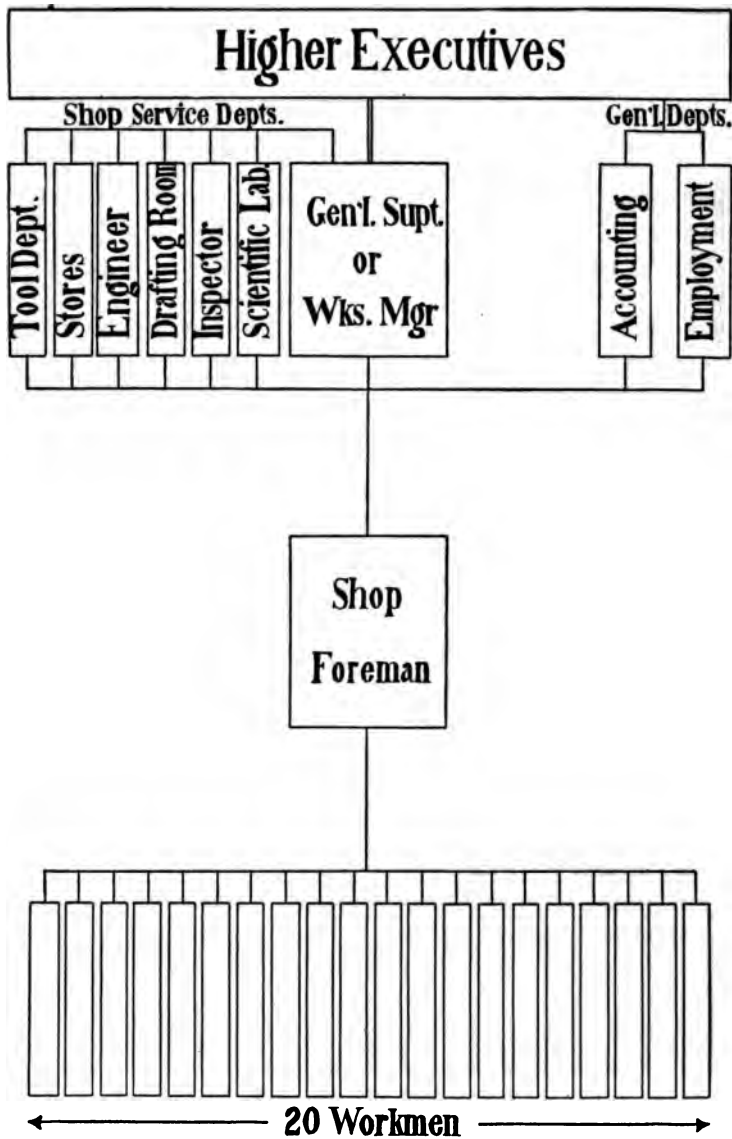 Higher Executives
Shop Service Depts.
Gen'l. Depts.
Tool Dept.
Stores
Engineer
Drafting Room
Inspector
Scientific Lab.
Gen'l. Supt.
or
Wks. Mgr
Accounting
Employment
Shop
Foreman
20 Workmen